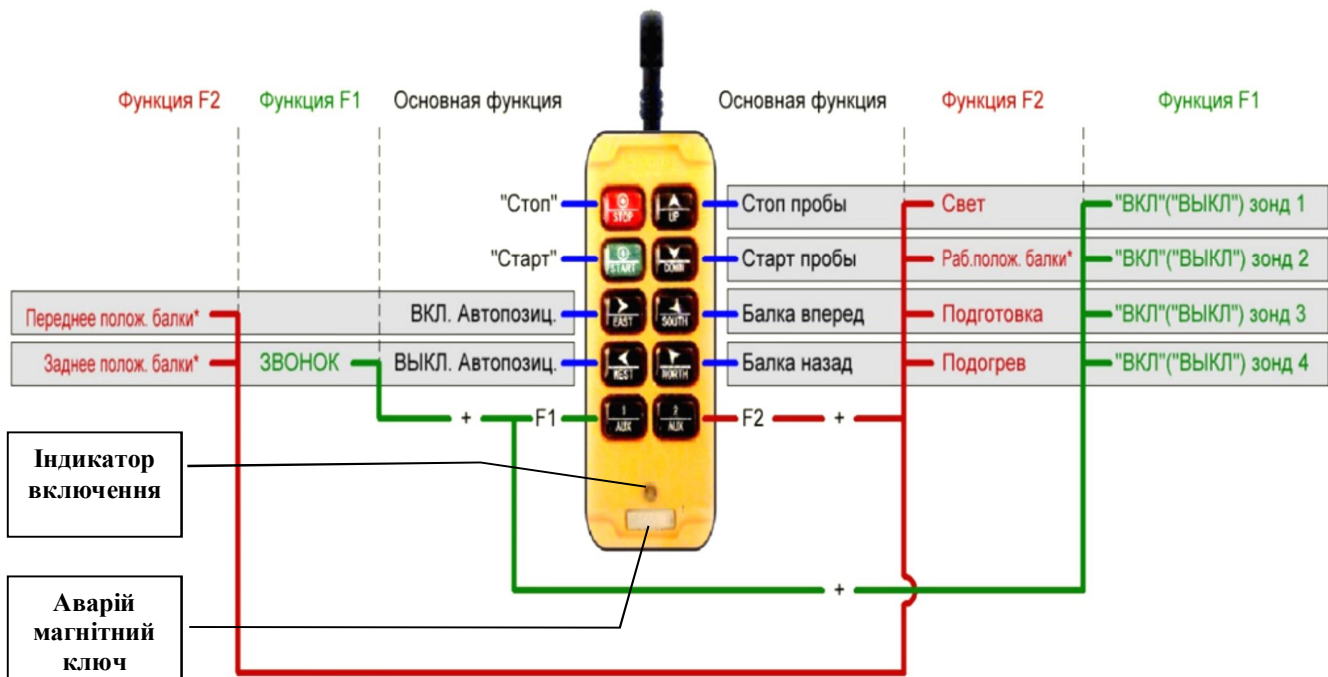 Функция F2 Функция F1 Основная функция Основная функция Функция F2 Функция F1
"Стоп" STOP UP Стоп пробы Свет "ВКЛ"("ВЫКЛ") зонд 1
"Старт" START DOWN Старт пробы Раб.полож. балки* "ВКЛ"("ВЫКЛ") зонд 2
Переднее полож. балки* ВКЛ. Автопозиц. EAST SOUTH Балка вперед Подготовка "ВКЛ"("ВЫКЛ") зонд 3
Заднее полож. балки* ЗВОНОК ВЫКЛ. Автопозиц. WEST NORTH Балка назад Подогрев "ВКЛ"("ВЫКЛ") зонд 4
+ F1 1 AUX 2 AUX F2 +
Індикатор
включення
+
Аварій
магнітний
ключ